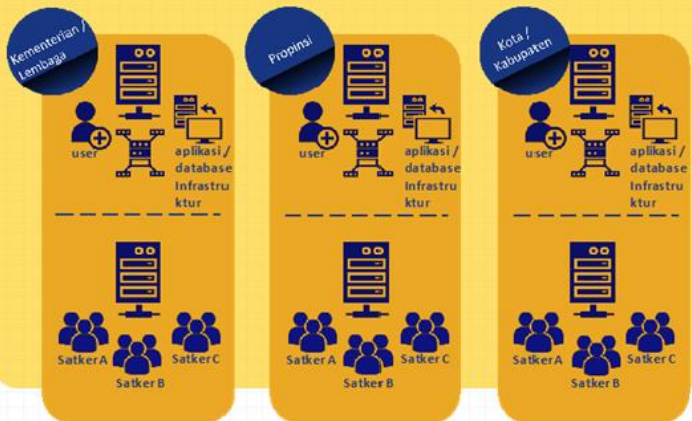 Kementerian /
Lembaga
user
aplikasi /
database
Infrastru
ktur
Satker A
Satker B
Satker C
Propinsi
user
aplikasi /
database
Infrastru
ktur
Satker A
Satker B
Satker C
Kota /
Kabupaten
user
aplikasi /
database
Infrastru
ktur
Satker A
Satker B
Satker C